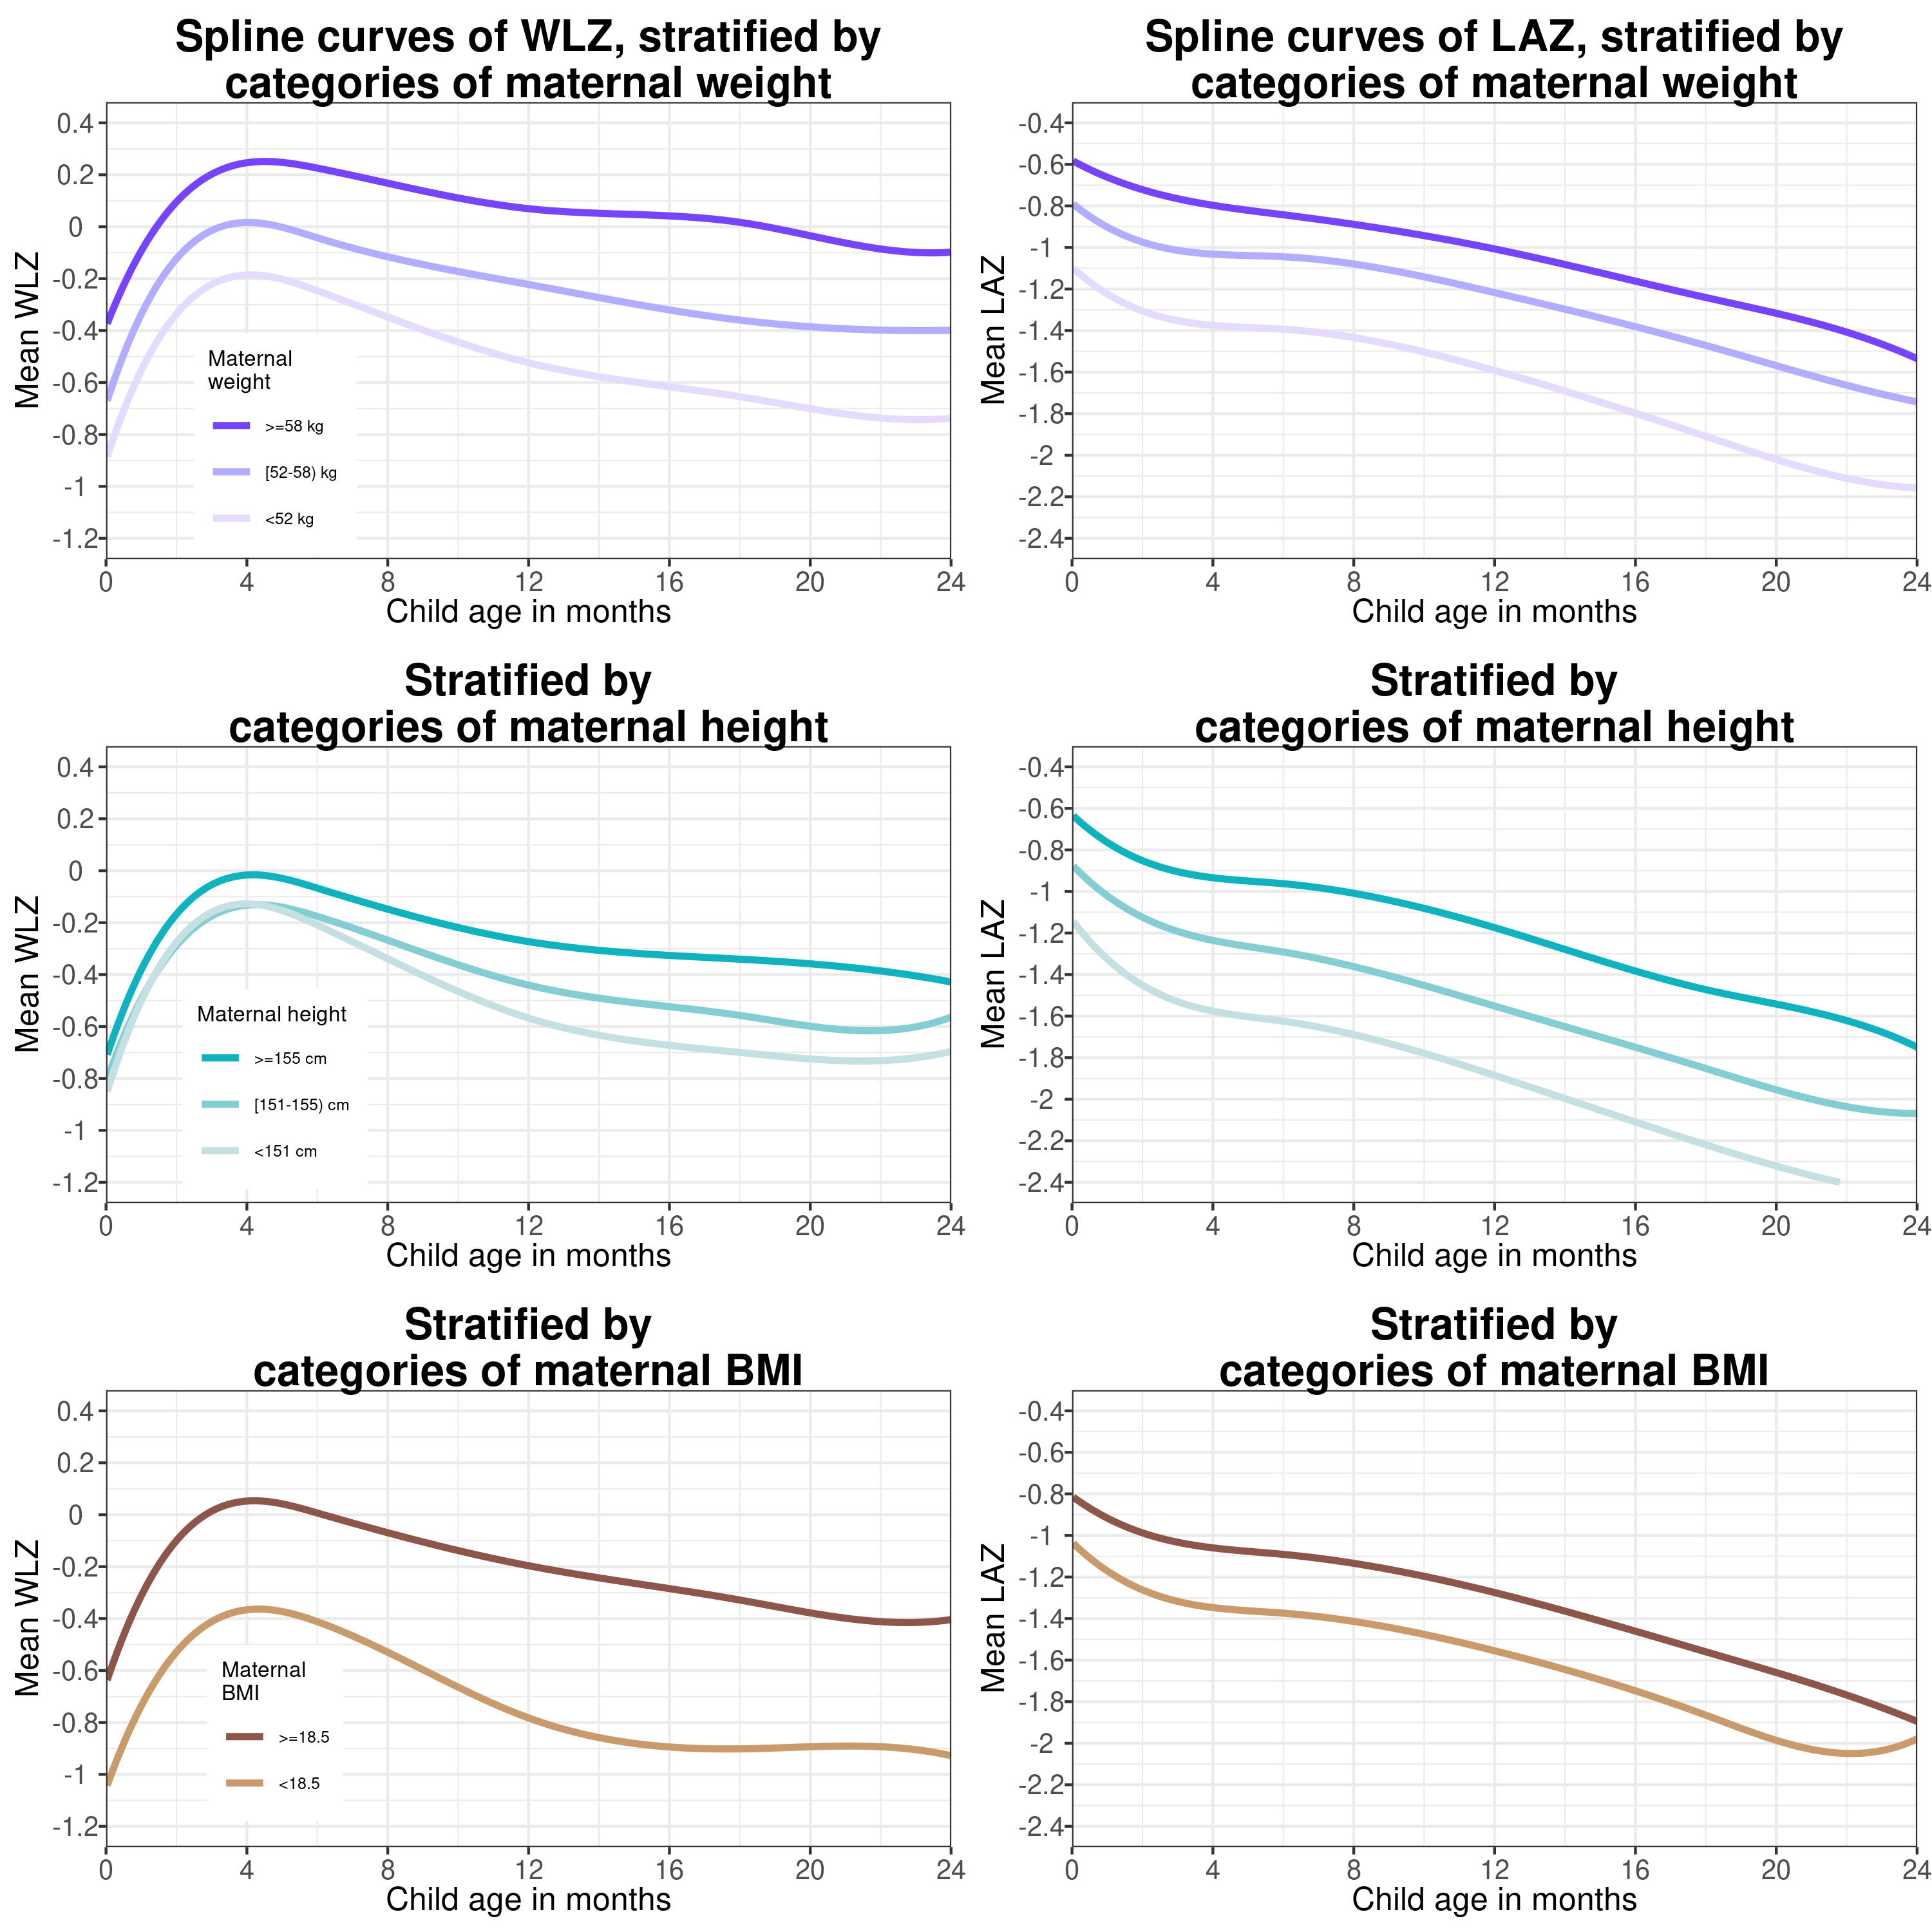 Spline curves of WLZ, stratified by
categories of maternal weight
Mean WLZ
0.4
0.2
0
-0.2
-0.4
-0.6
-0.8
-1
-1.2
Maternal
weight
>=58 kg
[52-58) kg
<52 kg
0 4 8 12 16 20 24
Child age in months
Spline curves of LAZ, stratified by
categories of maternal weight
Mean LAZ
-0.4
-0.6
-0.8
-1
-1.2
-1.4
-1.6
-1.8
-2
-2.2
-2.4
0 4 8 12 16 20 24
Child age in months
Stratified by
categories of maternal height
Mean WLZ
0.4
0.2
0
-0.2
-0.4
-0.6
-0.8
-1
-1.2
Maternal height
>=155 cm
[151-155) cm
<151 cm
0 4 8 12 16 20 24
Child age in months
Stratified by
categories of maternal height
Mean LAZ
-0.4
-0.6
-0.8
-1
-1.2
-1.4
-1.6
-1.8
-2
-2.2
-2.4
0 4 8 12 16 20 24
Child age in months
Stratified by
categories of maternal BMI
Mean WLZ
0.4
0.2
0
-0.2
-0.4
-0.6
-0.8
-1
-1.2
Maternal
BMI
>=18.5
<18.5
0 4 8 12 16 20 24
Child age in months
Stratified by
categories of maternal BMI
Mean LAZ
-0.4
-0.6
-0.8
-1
-1.2
-1.4
-1.6
-1.8
-2
-2.2
-2.4
0 4 8 12 16 20 24
Child age in months